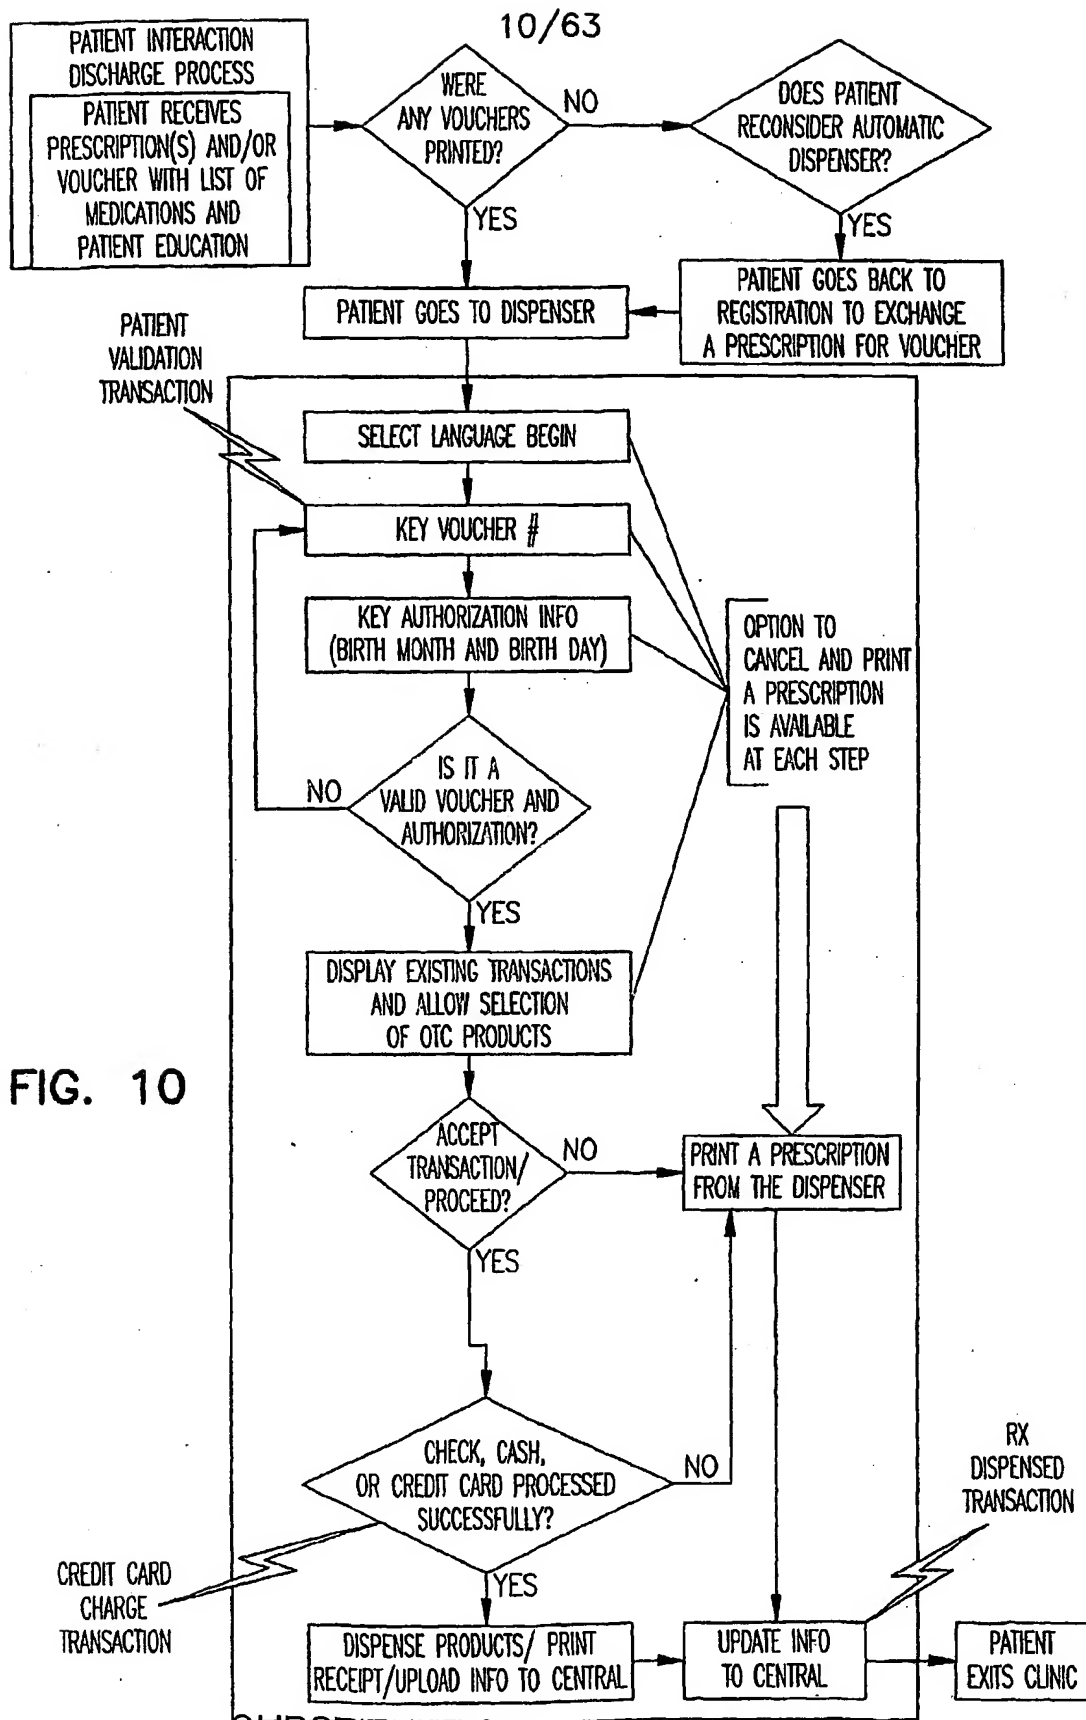 10/63
PATIENT INTERACTION
DISCHARGE PROCESS
PATIENT RECEIVES
PRESCRIPTION(S) AND/OR
VOUCHER WITH LIST OF
MEDICATIONS AND
PATIENT EDUCATION
WERE
ANY VOUCHERS
PRINTED?
NO
YES
DOES PATIENT
RECONSIDER AUTOMATIC
DISPENSER?
YES
PATIENT GOES BACK TO
REGISTRATION TO EXCHANGE
A PRESCRIPTION FOR VOUCHER
PATIENT GOES TO DISPENSER
PATIENT
VALIDATION
TRANSACTION
SELECT LANGUAGE BEGIN
KEY VOUCHER #
KEY AUTHORIZATION INFO
(BIRTH MONTH AND BIRTH DAY)
OPTION TO
CANCEL AND PRINT
A PRESCRIPTION
IS AVAILABLE
AT EACH STEP
IS IT A
VALID VOUCHER AND
AUTHORIZATION?
NO
YES
DISPLAY EXISTING TRANSACTIONS
AND ALLOW SELECTION
OF OTC PRODUCTS
FIG. 10
ACCEPT
TRANSACTION/
PROCEED?
NO
YES
PRINT A PRESCRIPTION
FROM THE DISPENSER
CHECK, CASH,
OR CREDIT CARD PROCESSED
SUCCESSFULLY?
NO
YES
RX
DISPENSED
TRANSACTION
CREDIT CARD
CHARGE
TRANSACTION
DISPENSE PRODUCTS/ PRINT
RECEIPT/UPLOAD INFO TO CENTRAL
UPDATE INFO
TO CENTRAL
PATIENT
EXITS CLINIC